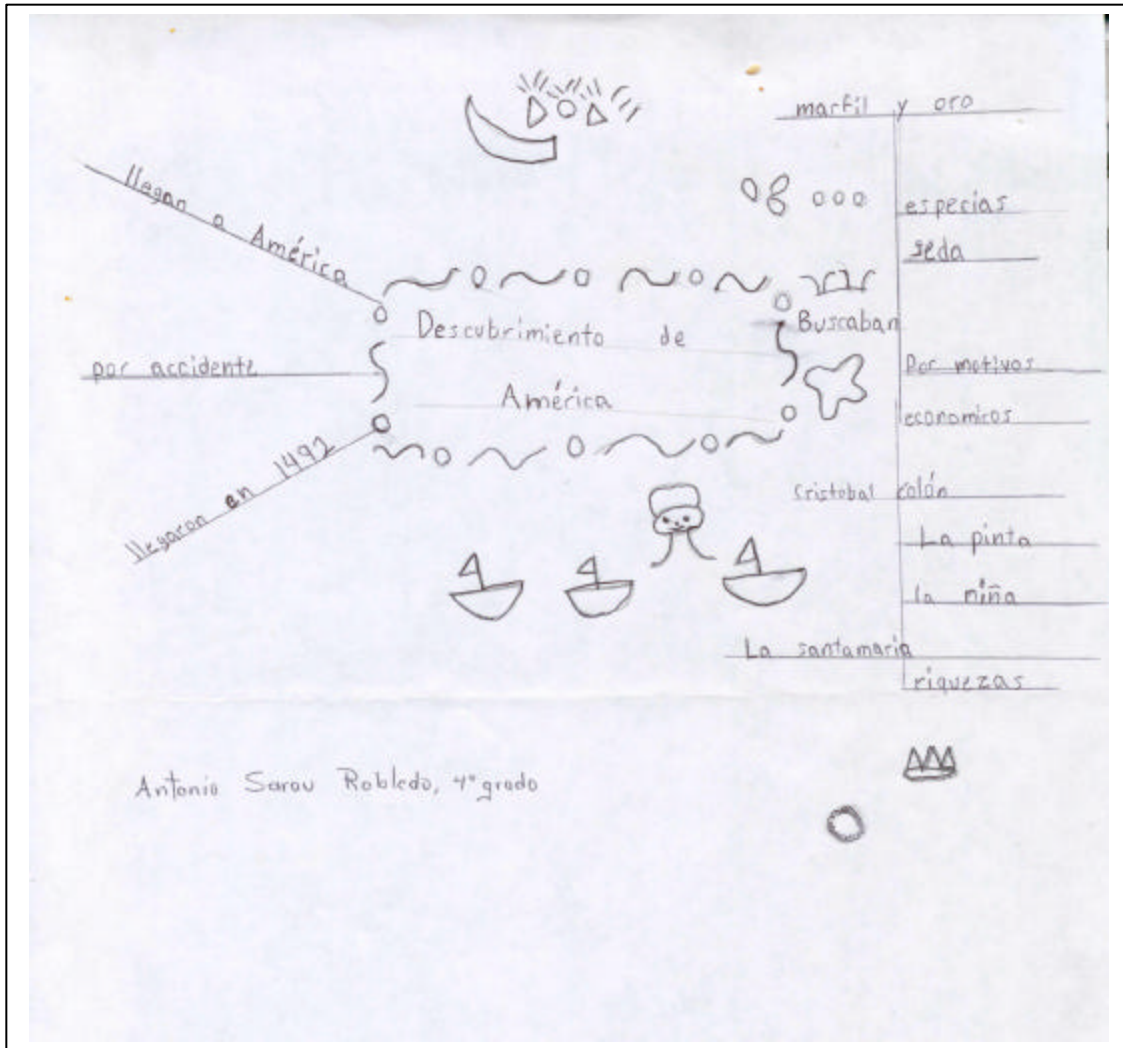 marfil y oro
llegan a América
especias
seda
Descubrimiento de
América
Buscaban
por accidente
Por motivos
economicos
llegaron en 1492
cristobal colón
La pinta
la niña
La santamaria
riquezas
Antonio Robledo, 4° grado